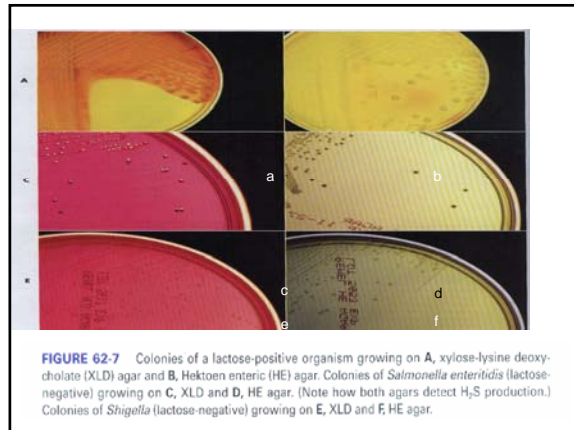 A
C
a
b
E
c
d
e
f
FIGURE 62-7 Colonies of a lactose-positive organism growing on A, xylose-lysine deoxy-
cholate (XLD) agar and B, Hektoen enteric (HE) agar. Colonies of Salmonella enteritidis (lactose-
negative) growing on C, XLD and D, HE agar. (Note how both agars detect H₂S production.)
Colonies of Shigella (lactose-negative) growing on E, XLD and F, HE agar.